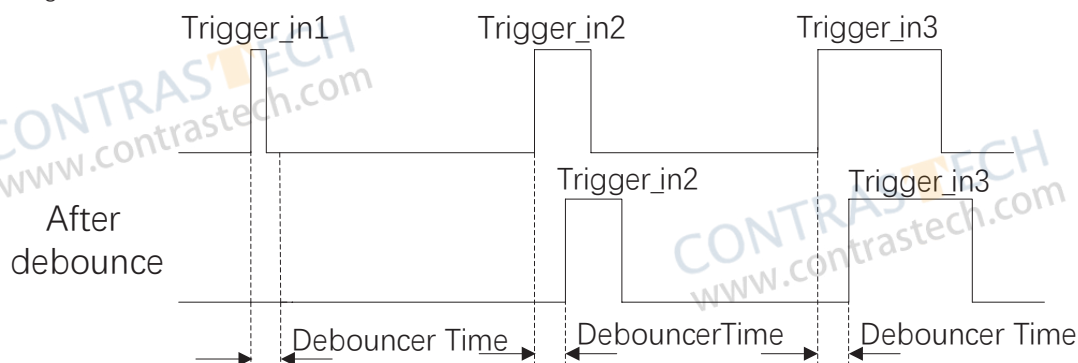 Trigger_in1 Trigger_in2 Trigger_in3
CONTRASTECH
www.contrastech.com
Trigger_in2 Trigger_in3
After
debounce
CONTRASTECH
www.contrastech.com
Debouncer Time DebouncerTime Debouncer Time